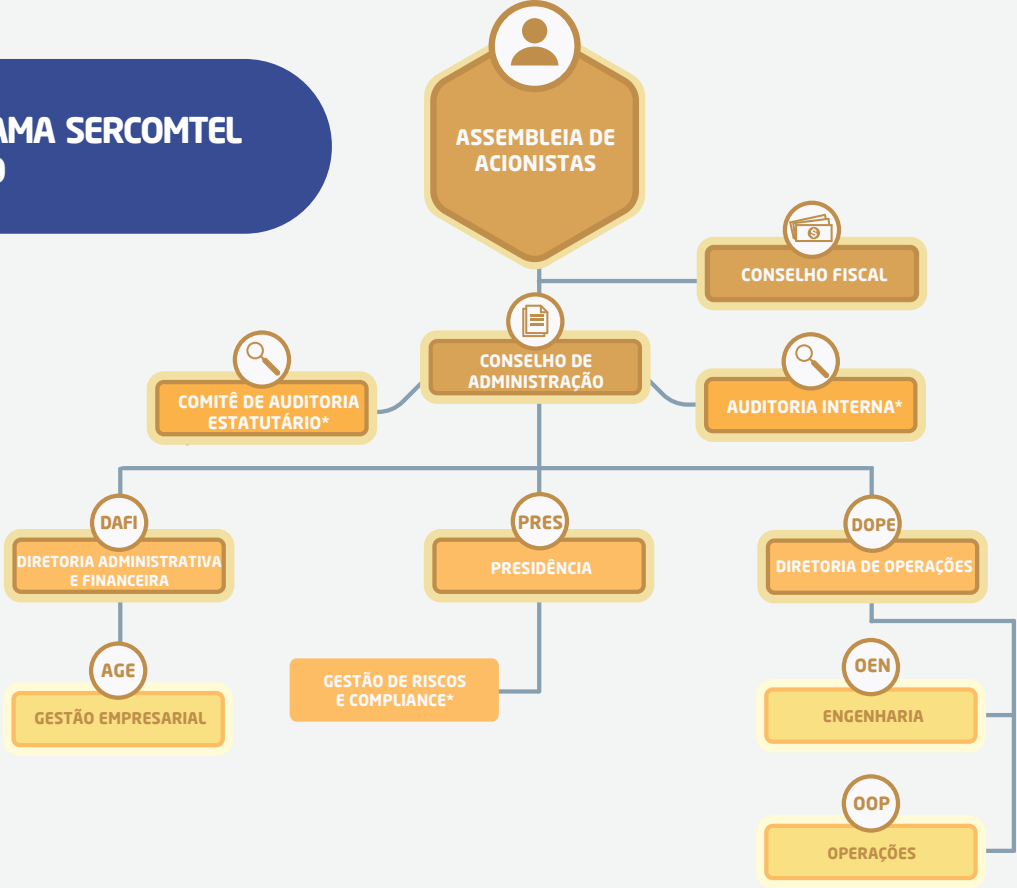 AMA SERCOMTEL
ASSEMBLEIA DE
ACIONISTAS
CONSELHO FISCAL
CONSELHO DE
ADMINISTRAÇÃO
COMITÊ DE AUDITORIA
ESTATUTÁRIO*
AUDITORIA INTERNA*
DAFI
DIRETORIA ADMINISTRATIVA
E FINANCEIRA
PRES
PRESIDÊNCIA
DOPE
DIRETORIA DE OPERAÇÕES
AGE
GESTÃO EMPRESARIAL
GESTÃO DE RISCOS
E COMPLIANCE*
OEN
ENGENHARIA
OOP
OPERAÇÕES